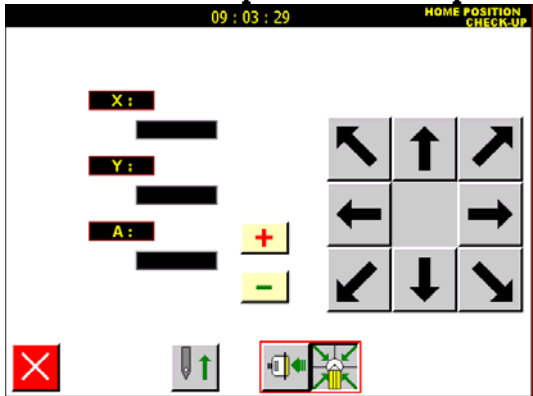 09 : 03 : 29
HOME POSITION
CHECK-UP
X :
Y :
A :
+
−